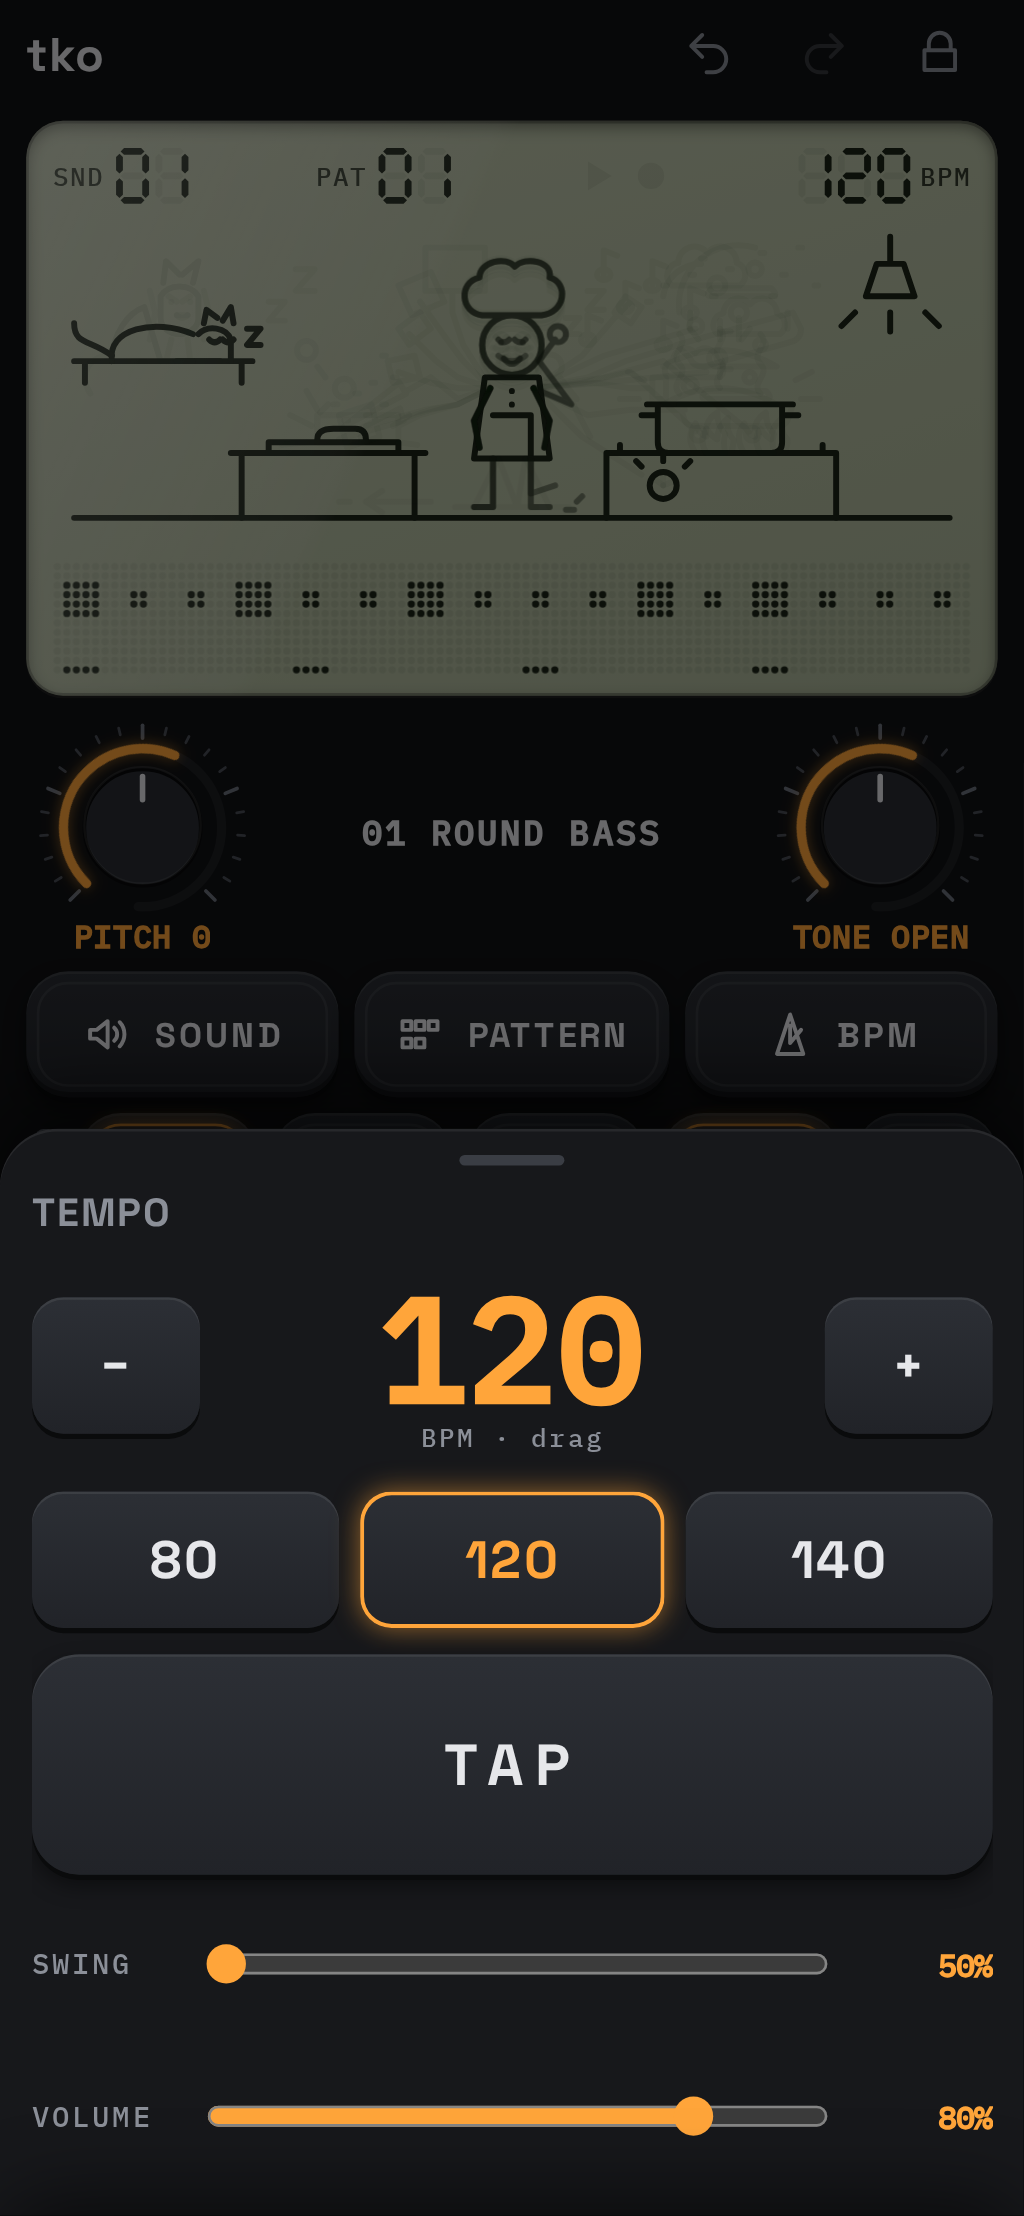 tko
SND 01 PAT 01 120 BPM
z
01 ROUND BASS
PITCH 0 TONE OPEN
SOUND PATTERN BPM
TEMPO
- 120 +
BPM · drag
80 120 140
TAP
SWING 50%
VOLUME 80%